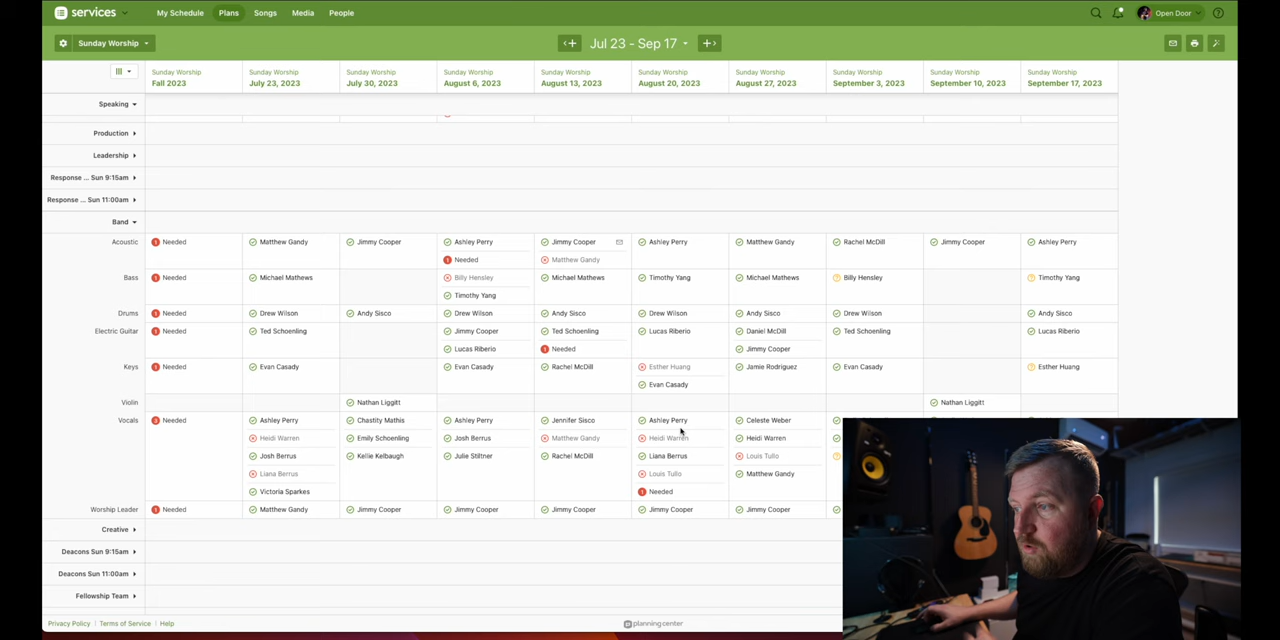 services My Schedule Plans Songs Media People Open Door
Sunday Worship Jul 23 - Sep 17
Sunday Worship Sunday Worship Sunday Worship Sunday Worship Sunday Worship Sunday Worship Sunday Worship Sunday Worship Sunday Worship Sunday Worship
Fall 2023 July 23, 2023 July 30, 2023 August 6, 2023 August 13, 2023 August 20, 2023 August 27, 2023 September 3, 2023 September 10, 2023 September 17, 2023
Speaking
Production
Leadership
Response ... Sun 9:15am
Response ... Sun 11:00am
Band
Acoustic Needed Matthew Gandy Jimmy Cooper Ashley Perry Jimmy Cooper Ashley Perry Matthew Gandy Rachel McDill Jimmy Cooper Ashley Perry
Needed Matthew Gandy
Bass Needed Michael Mathews Billy Hensley Michael Mathews Timothy Yang Michael Mathews Billy Hensley Timothy Yang
Timothy Yang
Drums Needed Drew Wilson Andy Sisco Drew Wilson Andy Sisco Drew Wilson Andy Sisco Drew Wilson Andy Sisco
Electric Guitar Needed Ted Schoenling Jimmy Cooper Ted Schoenling Lucas Riberio Daniel McDill Ted Schoenling Lucas Riberio
Lucas Riberio Needed Jimmy Cooper
Keys Needed Evan Casady Evan Casady Rachel McDill Esther Huang Jamie Rodriguez Evan Casady Esther Huang
Evan Casady
Violin Nathan Liggitt Nathan Liggitt
Vocals Needed Ashley Perry Chastity Mathis Ashley Perry Jennifer Sisco Ashley Perry Celeste Weber
Heidi Warren Emily Schoenling Josh Berrus Matthew Gandy Heidi Warren Heidi Warren
Josh Berrus Kellie Kelbaugh Julie Stiltner Rachel McDill Liana Berrus Louis Tullo
Liana Berrus Louis Tullo Matthew Gandy
Victoria Sparkes Needed
Worship Leader Needed Matthew Gandy Jimmy Cooper Jimmy Cooper Jimmy Cooper Jimmy Cooper Jimmy Cooper
Creative
Deacons Sun 9:15am
Deacons Sun 11:00am
Fellowship Team
Privacy Policy Terms of Service Help planning center